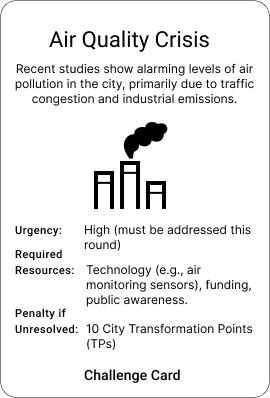 Air Quality Crisis
Recent studies show alarming levels of air
pollution in the city, primarily due to traffic
congestion and industrial emissions.
Urgency: High (must be addressed this
round)
Required
Resources: Technology (e.g., air
monitoring sensors), funding,
public awareness.
Penalty if
Unresolved: 10 City Transformation Points
(TPs)
Challenge Card